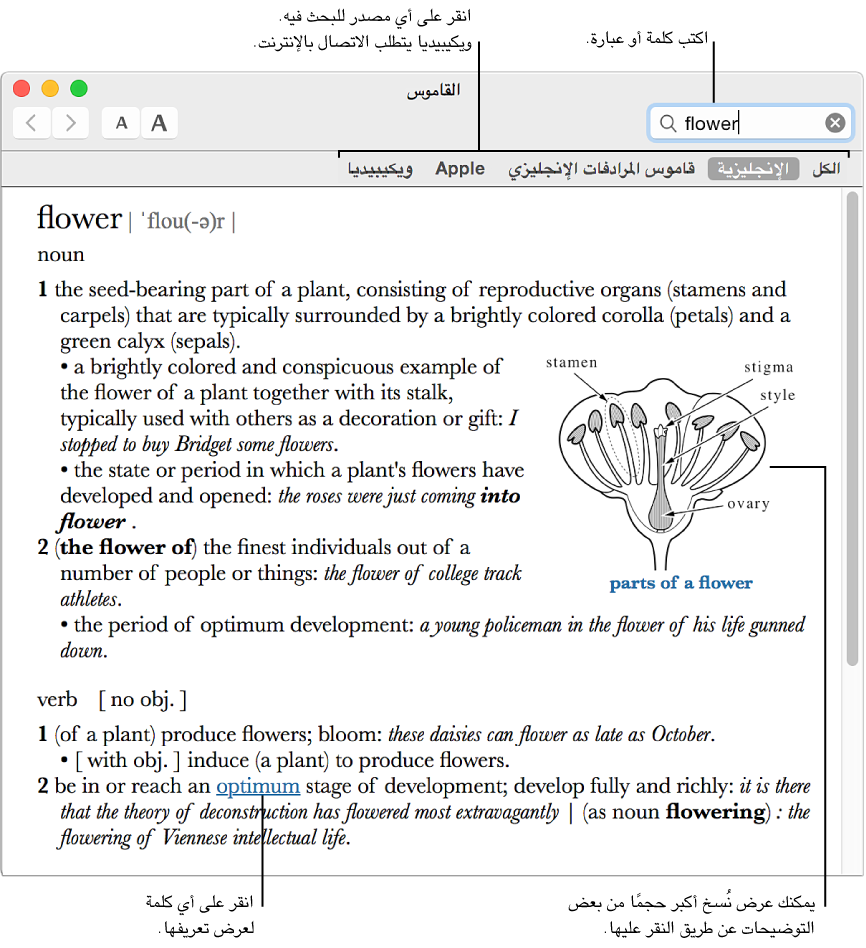 انقر على أي مصدر للبحث فيه.
ويكيبيديا يتطلب الاتصال بالإنترنت.
اكتب كلمة أو عبارة.
القاموس
A A
flower
الكل الإنجليزية قاموس المرادفات الإنجليزي Apple ويكيبيديا
flower | ˈflou(-ə)r |
noun
1 the seed-bearing part of a plant, consisting of reproductive organs (stamens and
carpels) that are typically surrounded by a brightly colored corolla (petals) and a
green calyx (sepals).
• a brightly colored and conspicuous example of
the flower of a plant together with its stalk,
typically used with others as a decoration or gift: I
stopped to buy Bridget some flowers.
• the state or period in which a plant's flowers have
developed and opened: the roses were just coming into
flower .
2 (the flower of) the finest individuals out of a
number of people or things: the flower of college track
athletes.
• the period of optimum development: a young policeman in the flower of his life gunned
down.
stamen
stigma
style
ovary
parts of a flower
verb [ no obj. ]
1 (of a plant) produce flowers; bloom: these daisies can flower as late as October.
• [ with obj. ] induce (a plant) to produce flowers.
2 be in or reach an optimum stage of development; develop fully and richly: it is there
that the theory of deconstruction has flowered most extravagantly | (as noun flowering) : the
flowering of Viennese intellectual life.
يمكنك عرض نُسخ أكبر حجمًا من بعض
التوضيحات عن طريق النقر عليها.
انقر على أي كلمة
لعرض تعريفها.